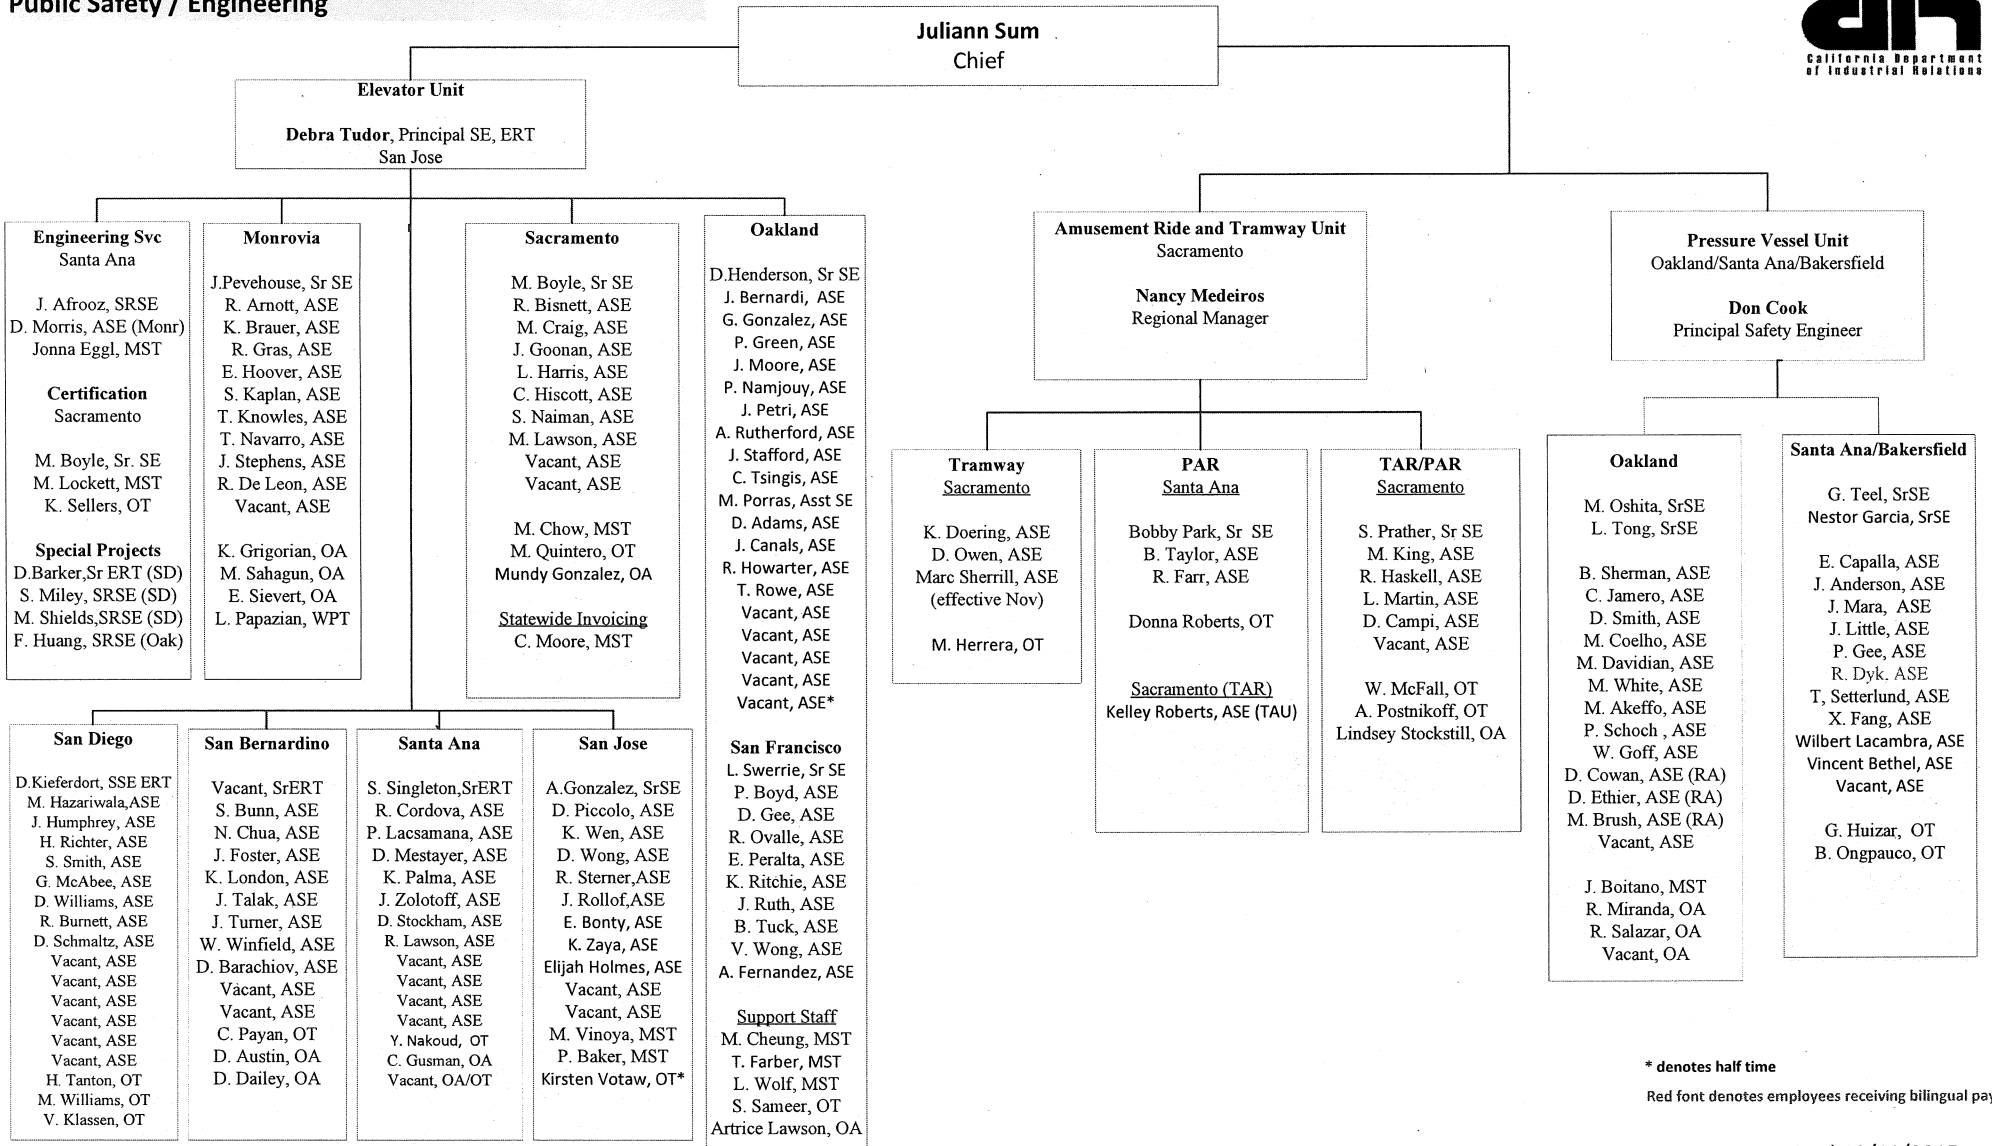 Public Safety / Engineering
Juliann Sum
Chief
California Department
of Industrial Relations
Elevator Unit
Debra Tudor, Principal SE, ERT
San Jose
Engineering Svc
Santa Ana
J. Afrooz, SRSE
D. Morris, ASE (Monr)
Jonna Eggl, MST
Certification
Sacramento
M. Boyle, Sr. SE
M. Lockett, MST
K. Sellers, OT
Special Projects
D.Barker,Sr ERT (SD)
S. Miley, SRSE (SD)
M. Shields,SRSE (SD)
F. Huang, SRSE (Oak)
Monrovia
J.Pevehouse, Sr SE
R. Arnott, ASE
K. Brauer, ASE
R. Gras, ASE
E. Hoover, ASE
S. Kaplan, ASE
T. Knowles, ASE
T. Navarro, ASE
J. Stephens, ASE
R. De Leon, ASE
Vacant, ASE
K. Grigorian, OA
M. Sahagun, OA
E. Sievert, OA
L. Papazian, WPT
Sacramento
M. Boyle, Sr SE
R. Bisnett, ASE
M. Craig, ASE
J. Goonan, ASE
L. Harris, ASE
C. Hiscott, ASE
S. Naiman, ASE
M. Lawson, ASE
Vacant, ASE
Vacant, ASE
M. Chow, MST
M. Quintero, OT
Mundy Gonzalez, OA
Statewide Invoicing
C. Moore, MST
Oakland
D.Henderson, Sr SE
J. Bernardi, ASE
G. Gonzalez, ASE
P. Green, ASE
J. Moore, ASE
P. Namjouy, ASE
J. Petri, ASE
A. Rutherford, ASE
J. Stafford, ASE
C. Tsingis, ASE
M. Porras, Asst SE
D. Adams, ASE
J. Canals, ASE
R. Howarter, ASE
T. Rowe, ASE
Vacant, ASE
Vacant, ASE
Vacant, ASE
Vacant, ASE
Vacant, ASE*
San Francisco
L. Swerrie, Sr SE
P. Boyd, ASE
D. Gee, ASE
R. Ovalle, ASE
E. Peralta, ASE
K. Ritchie, ASE
J. Ruth, ASE
B. Tuck, ASE
V. Wong, ASE
A. Fernandez, ASE
Support Staff
M. Cheung, MST
T. Farber, MST
L. Wolf, MST
S. Sameer, OT
Artrice Lawson, OA
San Diego
D.Kieferdort, SSE ERT
M. Hazariwala,ASE
J. Humphrey, ASE
H. Richter, ASE
S. Smith, ASE
G. McAbee, ASE
D. Williams, ASE
R. Burnett, ASE
D. Schmaltz, ASE
Vacant, ASE
Vacant, ASE
Vacant, ASE
Vacant, ASE
Vacant, ASE
Vacant, ASE
H. Tanton, OT
M. Williams, OT
V. Klassen, OT
San Bernardino
Vacant, SrERT
S. Bunn, ASE
N. Chua, ASE
J. Foster, ASE
K. London, ASE
J. Talak, ASE
J. Turner, ASE
W. Winfield, ASE
D. Barachiov, ASE
Vacant, ASE
Vacant, ASE
C. Payan, OT
D. Austin, OA
D. Dailey, OA
Santa Ana
S. Singleton,SrERT
R. Cordova, ASE
P. Lacsamana, ASE
D. Mestayer, ASE
K. Palma, ASE
J. Zolotoff, ASE
D. Stockham, ASE
R. Lawson, ASE
Vacant, ASE
Vacant, ASE
Vacant, ASE
Vacant, ASE
Y. Nakoud, OT
C. Gusman, OA
Vacant, OA/OT
San Jose
A.Gonzalez, SrSE
D. Piccolo, ASE
K. Wen, ASE
D. Wong, ASE
R. Sterner,ASE
J. Rollof,ASE
E. Bonty, ASE
K. Zaya, ASE
Elijah Holmes, ASE
Vacant, ASE
Vacant, ASE
M. Vinoya, MST
P. Baker, MST
Kirsten Votaw, OT*
Amusement Ride and Tramway Unit
Sacramento
Nancy Medeiros
Regional Manager
Tramway
Sacramento
K. Doering, ASE
D. Owen, ASE
Marc Sherrill, ASE
(effective Nov)
M. Herrera, OT
PAR
Santa Ana
Bobby Park, Sr SE
B. Taylor, ASE
R. Farr, ASE
Donna Roberts, OT
Sacramento (TAR)
Kelley Roberts, ASE (TAU)
TAR/PAR
Sacramento
S. Prather, Sr SE
M. King, ASE
R. Haskell, ASE
L. Martin, ASE
D. Campi, ASE
Vacant, ASE
W. McFall, OT
A. Postnikoff, OT
Lindsey Stockstill, OA
Pressure Vessel Unit
Oakland/Santa Ana/Bakersfield
Don Cook
Principal Safety Engineer
Oakland
M. Oshita, SrSE
L. Tong, SrSE
B. Sherman, ASE
C. Jamero, ASE
D. Smith, ASE
M. Coelho, ASE
M. Davidian, ASE
M. White, ASE
M. Akeffo, ASE
P. Schoch , ASE
W. Goff, ASE
D. Cowan, ASE (RA)
D. Ethier, ASE (RA)
M. Brush, ASE (RA)
Vacant, ASE
J. Boitano, MST
R. Miranda, OA
R. Salazar, OA
Vacant, OA
Santa Ana/Bakersfield
G. Teel, SrSE
Nestor Garcia, SrSE
E. Capalla, ASE
J. Anderson, ASE
J. Mara, ASE
J. Little, ASE
P. Gee, ASE
R. Dyk. ASE
T, Setterlund, ASE
X. Fang, ASE
Wilbert Lacambra, ASE
Vincent Bethel, ASE
Vacant, ASE
G. Huizar, OT
B. Ongpauco, OT
* denotes half time
Red font denotes employees receiving bilingual pay